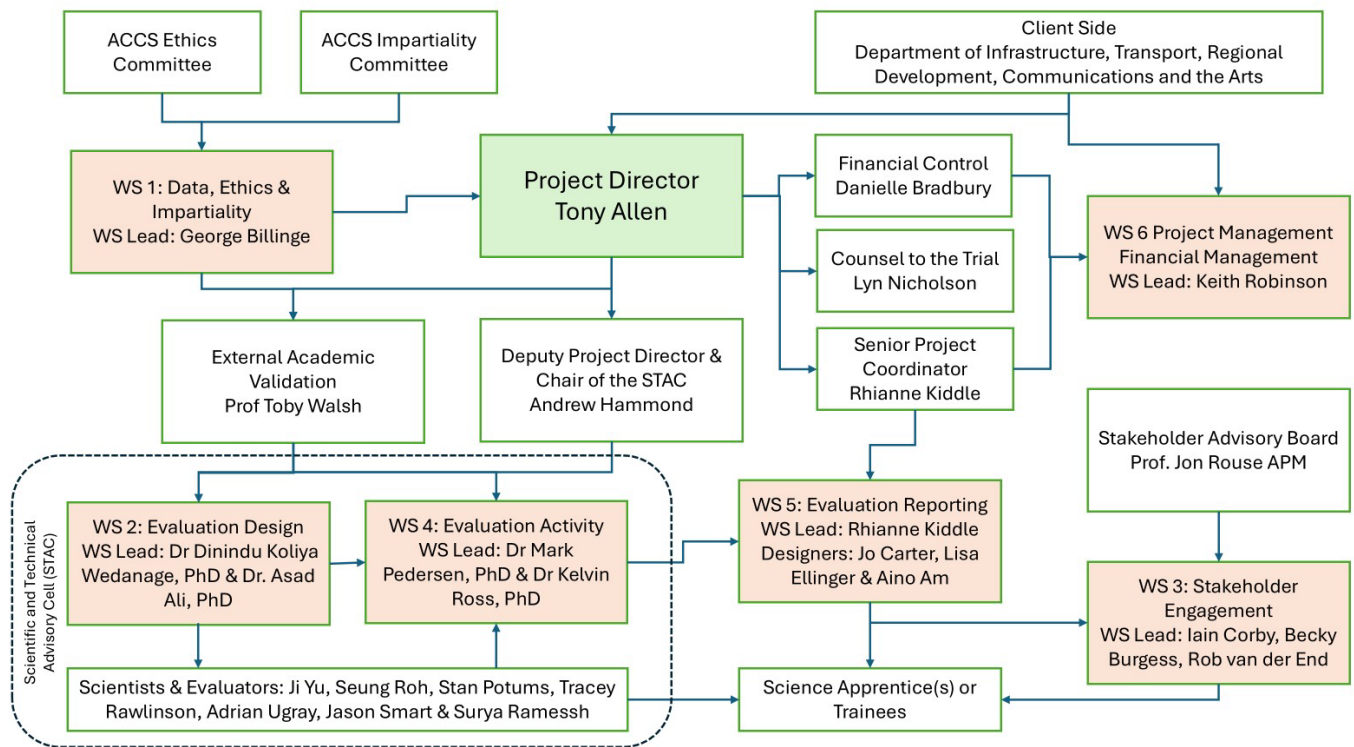 ACCS Ethics
Committee
ACCS Impartiality
Committee
Client Side
Department of Infrastructure, Transport, Regional
Development, Communications and the Arts
WS 1: Data, Ethics &
Impartiality
WS Lead: George Billinge
Project Director
Tony Allen
Financial Control
Danielle Bradbury
Counsel to the Trial
Lyn Nicholson
Senior Project
Coordinator
Rhianne Kiddle
WS 6 Project Management
Financial Management
WS Lead: Keith Robinson
External Academic
Validation
Prof Toby Walsh
Deputy Project Director &
Chair of the STAC
Andrew Hammond
Stakeholder Advisory Board
Prof. Jon Rouse APM
Scientific and Technical
Advisory Cell (STAC)
WS 2: Evaluation Design
WS Lead: Dr Dinindu Koliya
Wedanage, PhD & Dr. Asad
Ali, PhD
WS 4: Evaluation Activity
WS Lead: Dr Mark
Pedersen, PhD & Dr Kelvin
Ross, PhD
WS 5: Evaluation Reporting
WS Lead: Rhianne Kiddle
Designers: Jo Carter, Lisa
Ellinger & Aino Am
WS 3: Stakeholder
Engagement
WS Lead: Iain Corby, Becky
Burgess, Rob van der End
Scientists & Evaluators: Ji Yu, Seung Roh, Stan Potums, Tracey
Rawlinson, Adrian Ugray, Jason Smart & Surya Ramessh
Science Apprentice(s) or
Trainees